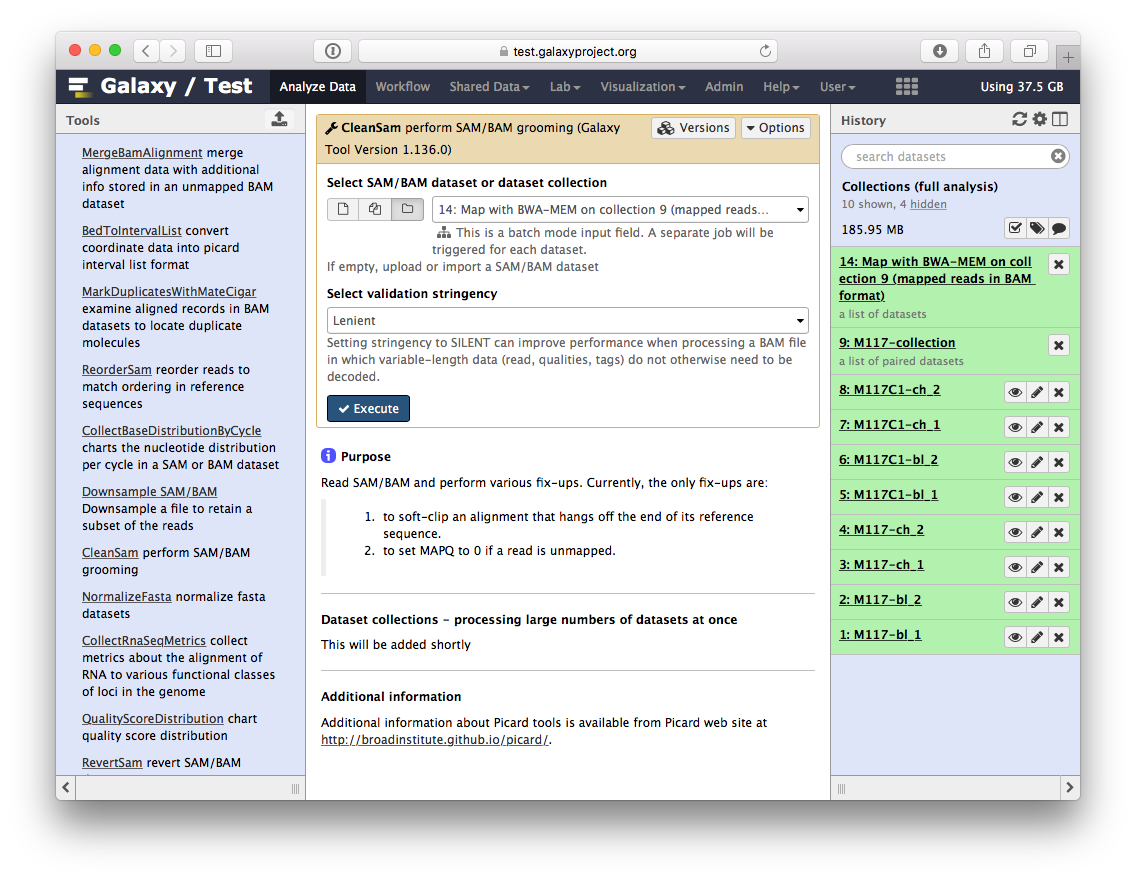 test.galaxyproject.org
Galaxy / Test
Analyze Data
Workflow
Shared Data
Lab
Visualization
Admin
Help
User
Using 37.5 GB
Tools
MergeBamAlignment merge
alignment data with additional
info stored in an unmapped BAM
dataset
BedToIntervalList convert
coordinate data into picard
interval list format
MarkDuplicatesWithMateCigar
examine aligned records in BAM
datasets to locate duplicate
molecules
ReorderSam reorder reads to
match ordering in reference
sequences
CollectBaseDistributionByCycle
charts the nucleotide distribution
per cycle in a SAM or BAM dataset
Downsample SAM/BAM
Downsample a file to retain a
subset of the reads
CleanSam perform SAM/BAM
grooming
NormalizeFasta normalize fasta
datasets
CollectRnaSeqMetrics collect
metrics about the alignment of
RNA to various functional classes
of loci in the genome
QualityScoreDistribution chart
quality score distribution
RevertSam revert SAM/BAM
CleanSam perform SAM/BAM grooming (Galaxy
Tool Version 1.136.0)
Versions
Options
Select SAM/BAM dataset or dataset collection
14: Map with BWA-MEM on collection 9 (mapped reads...
This is a batch mode input field. A separate job will be
triggered for each dataset.
If empty, upload or import a SAM/BAM dataset
Select validation stringency
Lenient
Setting stringency to SILENT can improve performance when processing a BAM file
in which variable-length data (read, qualities, tags) do not otherwise need to be
decoded.
Execute
Purpose
Read SAM/BAM and perform various fix-ups. Currently, the only fix-ups are:
1. to soft-clip an alignment that hangs off the end of its reference
sequence.
2. to set MAPQ to 0 if a read is unmapped.
Dataset collections - processing large numbers of datasets at once
This will be added shortly
Additional information
Additional information about Picard tools is available from Picard web site at
http://broadinstitute.github.io/picard/.
History
search datasets
Collections (full analysis)
10 shown, 4 hidden
185.95 MB
14: Map with BWA-MEM on coll
ection 9 (mapped reads in BAM
format)
a list of datasets
9: M117-collection
a list of paired datasets
8: M117C1-ch_2
7: M117C1-ch_1
6: M117C1-bl_2
5: M117C1-bl_1
4: M117-ch_2
3: M117-ch_1
2: M117-bl_2
1: M117-bl_1